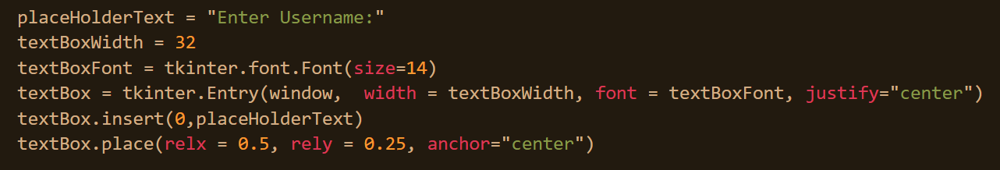 placeHolderText = "Enter Username:"
textBoxWidth = 32
textBoxFont = tkinter.font.Font(size=14)
textBox = tkinter.Entry(window,  width = textBoxWidth, font = textBoxFont, justify="center")
textBox.insert(0,placeHolderText)
textBox.place(relx = 0.5, rely = 0.25, anchor="center")